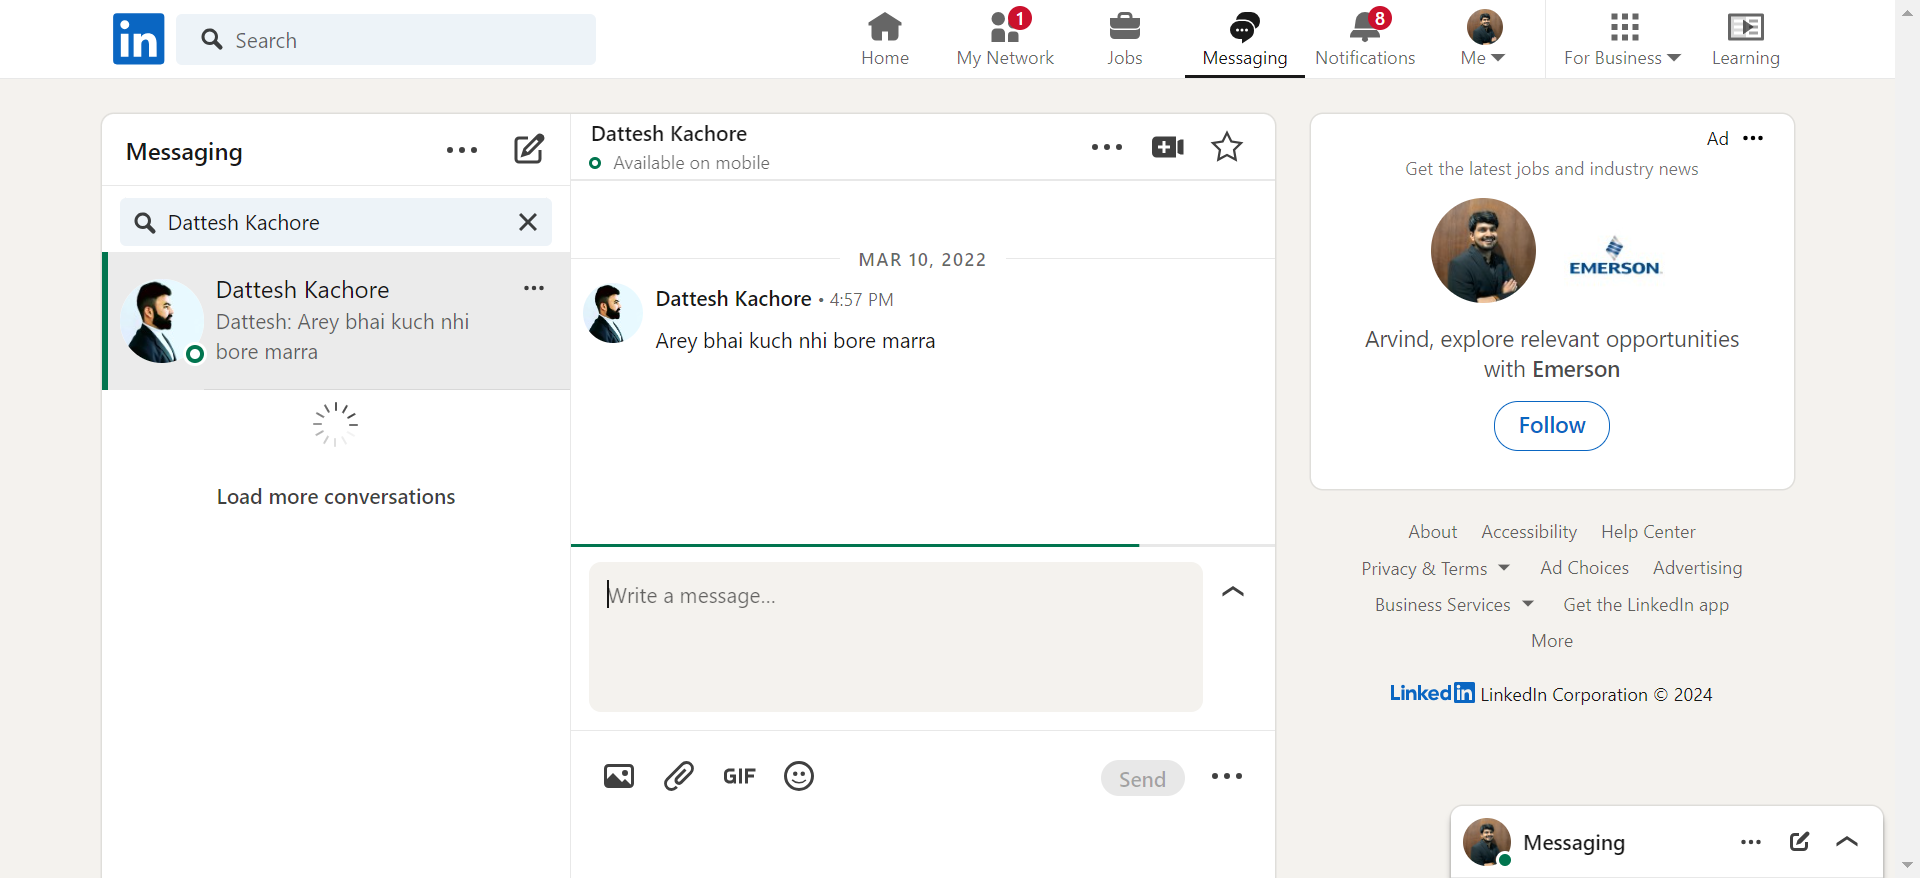 in
Search
Home
1
My Network
Jobs
Messaging
8
Notifications
Me
For Business
Learning
Messaging
Dattesh Kachore
Dattesh Kachore
Dattesh: Arey bhai kuch nhi
bore marra
Load more conversations
Dattesh Kachore
Available on mobile
MAR 10, 2022
Dattesh Kachore • 4:57 PM
Arey bhai kuch nhi bore marra
Write a message…
GIF
Send
Ad
Get the latest jobs and industry news
EMERSON
Arvind, explore relevant opportunities
with Emerson
Follow
About Accessibility Help Center
Privacy & Terms Ad Choices Advertising
Business Services Get the LinkedIn app
More
LinkedIn LinkedIn Corporation © 2024
Messaging